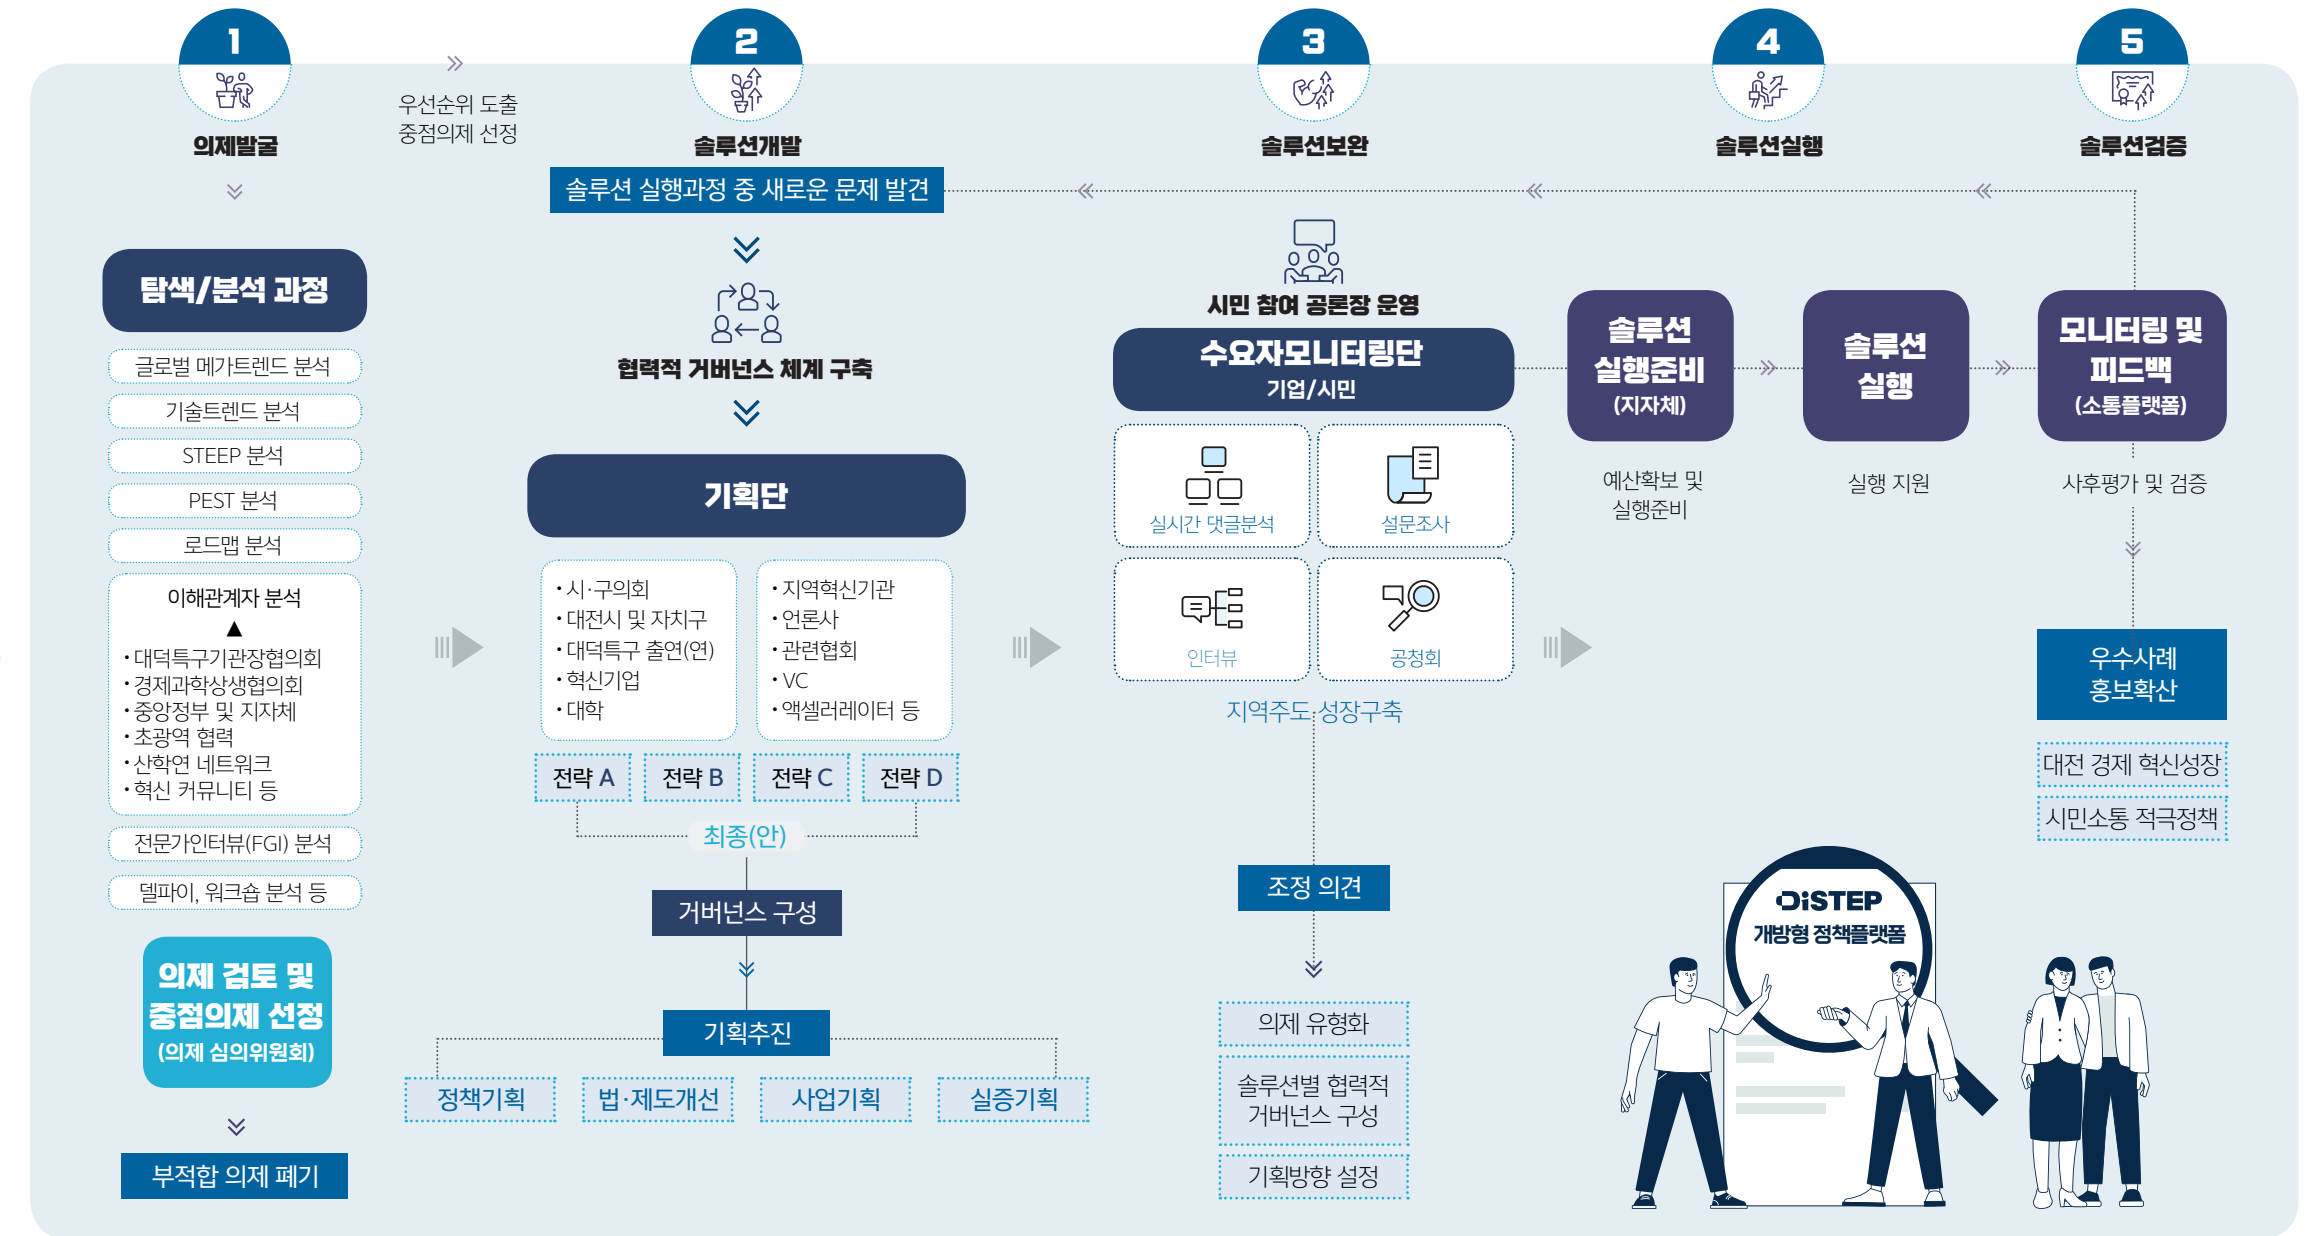 1
의제발굴
우선순위 도출
중점의제 선정
탐색/분석 과정
글로벌 메가트렌드 분석
기술트렌드 분석
STEEP 분석
PEST 분석
로드맵 분석
이해관계자 분석
▲
・대덕특구기관장협의회
・경제과학상생협의회
・중앙정부 및 지자체
・초광역 협력
・산학연 네트워크
・혁신 커뮤니티 등
전문가인터뷰(FGI) 분석
델파이, 워크숍 분석 등
의제 검토 및
중점의제 선정
(의제 심의위원회)
부적합 의제 폐기
2
솔루션개발
솔루션 실행과정 중 새로운 문제 발견
협력적 거버넌스 체계 구축
기획단
・시·구의회
・대전시 및 자치구
・대덕특구 출연(연)
・혁신기업
・대학
・지역혁신기관
・언론사
・관련협회
・VC
・액셀러레이터 등
전략 A
전략 B
전략 C
전략 D
최종(안)
거버넌스 구성
기획추진
정책기획
법·제도개선
사업기획
실증기획
3
솔루션보완
시민 참여 공론장 운영
수요자모니터링단
기업/시민
실시간 댓글분석
설문조사
인터뷰
공청회
지역주도 성장구축
조정 의견
의제 유형화
솔루션별 협력적
거버넌스 구성
기획방향 설정
4
솔루션실행
솔루션
실행준비
(지자체)
예산확보 및
실행준비
솔루션
실행
실행 지원
5
솔루션검증
모니터링 및
피드백
(소통플랫폼)
사후평가 및 검증
우수사례
홍보확산
대전 경제 혁신성장
시민소통 적극정책
DiSTEP
개방형 정책플랫폼